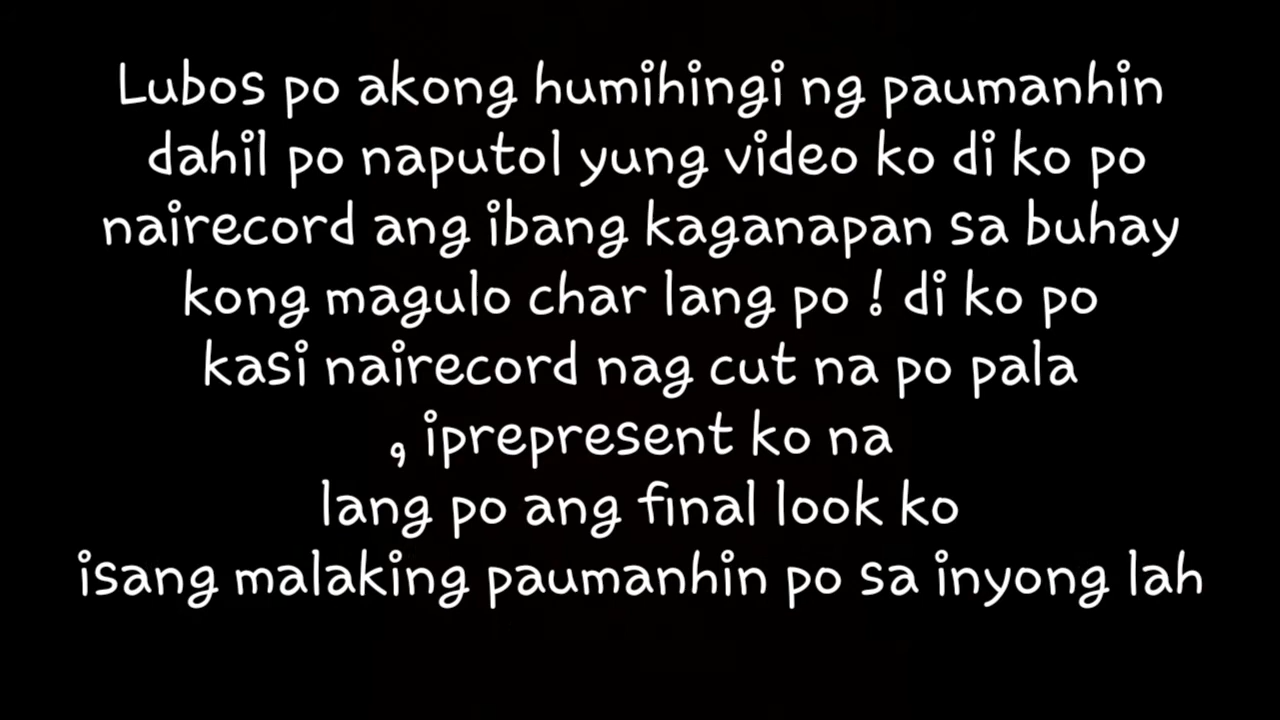 Lubos po akong humihingi ng paumanhin
dahil po naputol yung video ko di ko po
nairecord ang ibang kaganapan sa buhay
kong magulo char lang po ! di ko po
kasi nairecord nag cut na po pala
, iprepresent ko na
lang po ang final look ko
isang malaking paumanhin po sa inyong lah